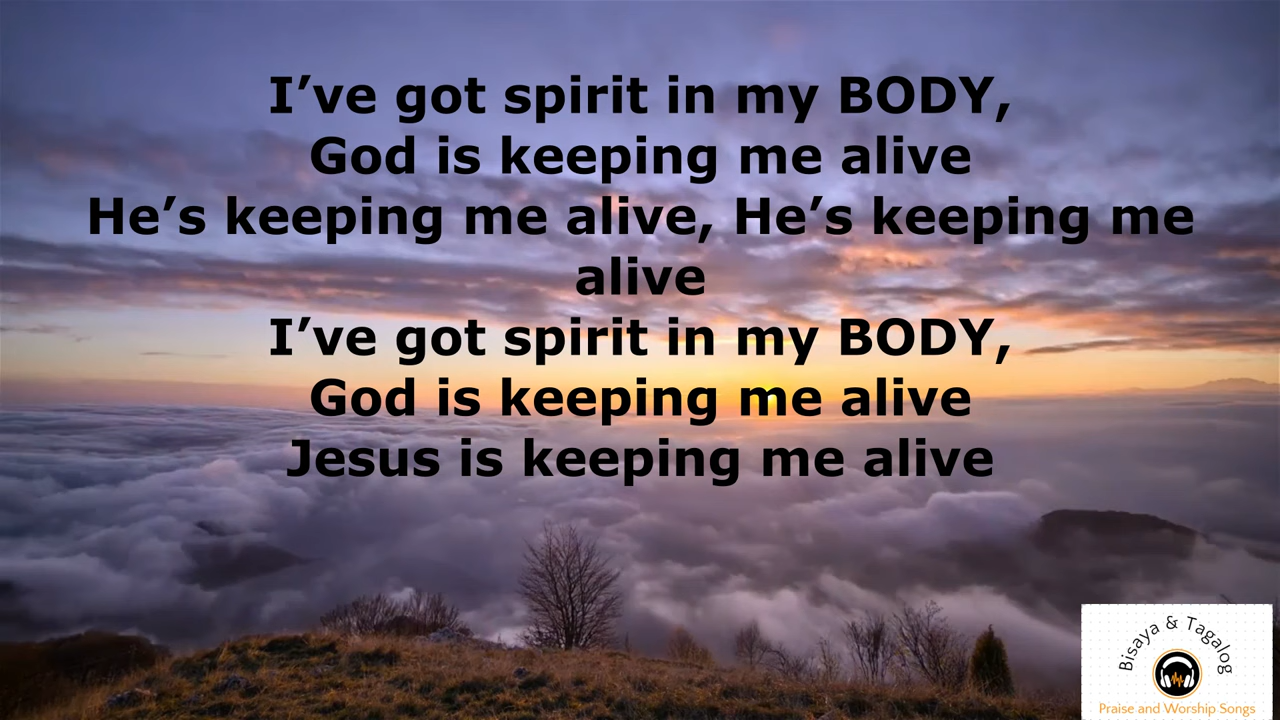 I’ve got spirit in my BODY,
God is keeping me alive
He’s keeping me alive, He’s keeping me
alive
I’ve got spirit in my BODY,
God is keeping me alive
Jesus is keeping me alive
Bisaya & Tagalog
Praise and Worship Songs